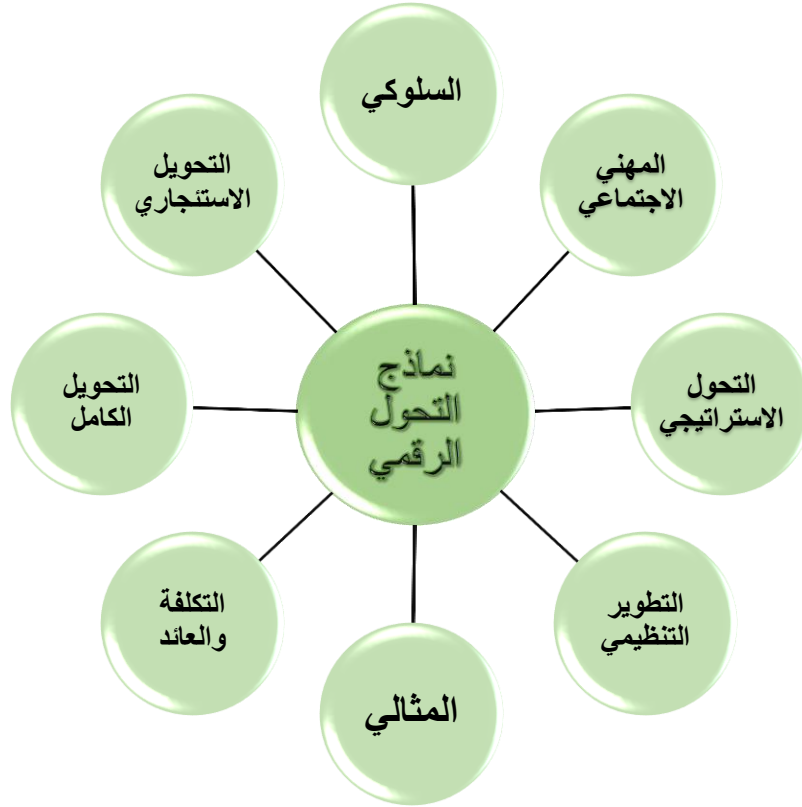 السلوكي
المهني
الاجتماعي
التحول
الاستراتيجي
التطوير
التنظيمي
المثالي
التكلفة
والعائد
التحويل
الكامل
التحويل
الاستئجاري
نماذج
التحول
الرقمي